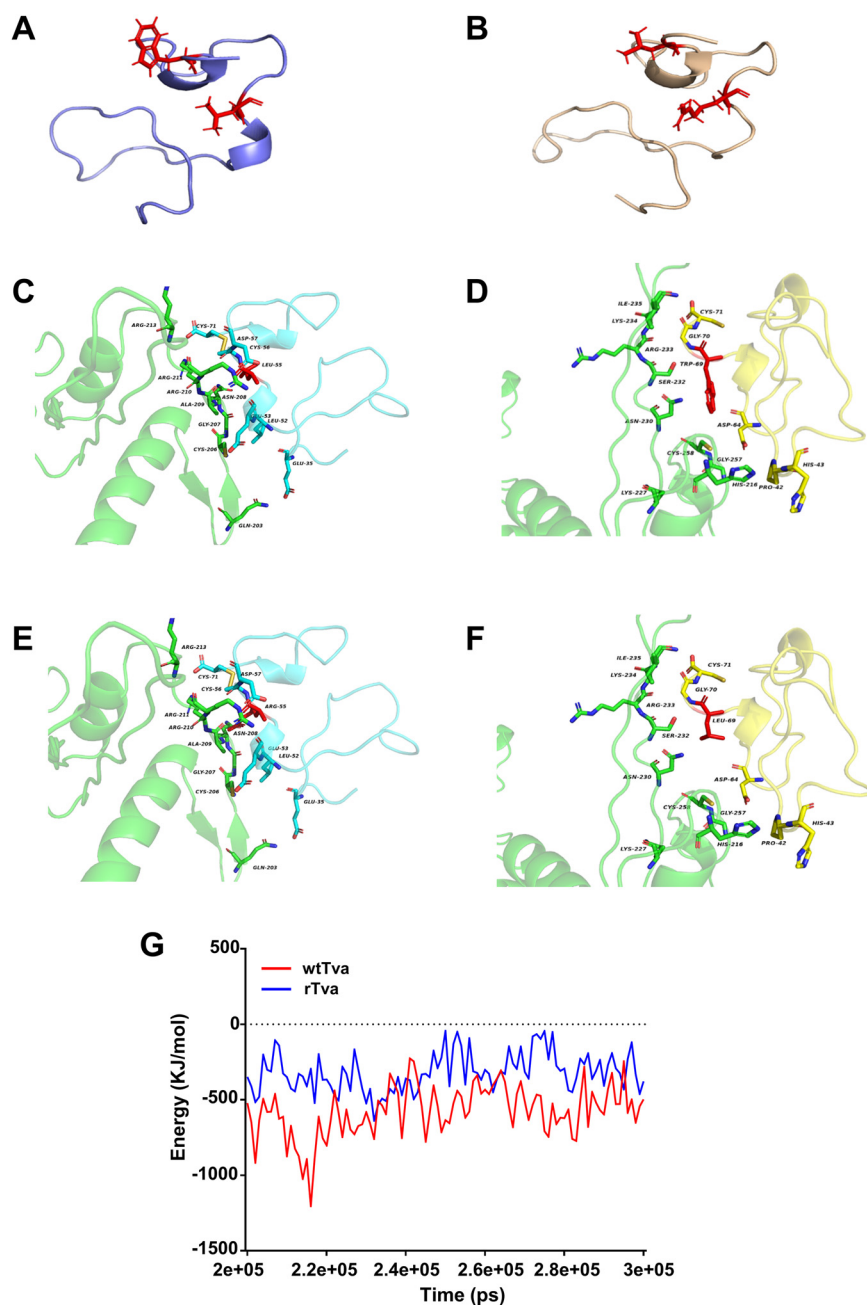 A
B
C
ARG-213
CYS-71
ASP-57
CYS-56
LEU-55
ARG-211
ARG-210
ASN-208
ALA-209
GLY-207
LEU-52
CYS-206
GLU-35
GLN-203
D
ILE-235
CYS-71
LYS-234
GLY-70
ARG-233
TRP-69
SER-232
ASN-230
ASP-64
CYS-258
GLY-257
HIS-43
HIS-216
PRO-42
LYS-227
E
ARG-213
CYS-71
ASP-57
CYS-56
ARG-55
ARG-211
ARG-210
ASN-208
ALA-209
GLU-53
LEU-52
GLY-207
CYS-206
GLU-35
GLN-203
F
ILE-235
CYS-71
LYS-234
GLY-70
ARG-233
LEU-69
SER-232
ASN-230
ASP-64
GLY-257
HIS-43
HIS-216
PRO-42
LYS-227
G
wtTva
rTva
Energy (KJ/mol)
500
0
-500
-1000
-1500
2e+05 2.2e+05 2.4e+05 2.6e+05 2.8e+05 3e+05
Time (ps)